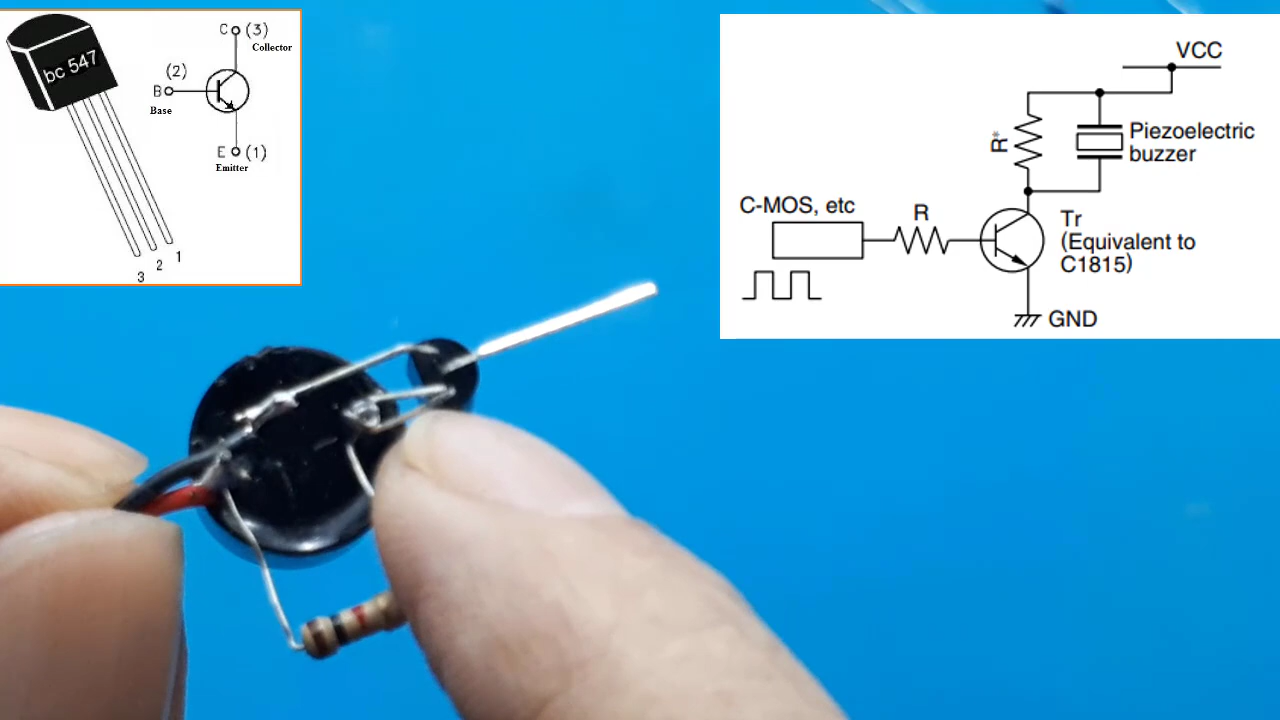 bc 547
C (3)
Collector
(2)
B
Base
E (1)
Emitter
1
2
3
VCC
R*
Piezoelectric
buzzer
C-MOS, etc
R
Tr
(Equivalent to
C1815)
GND